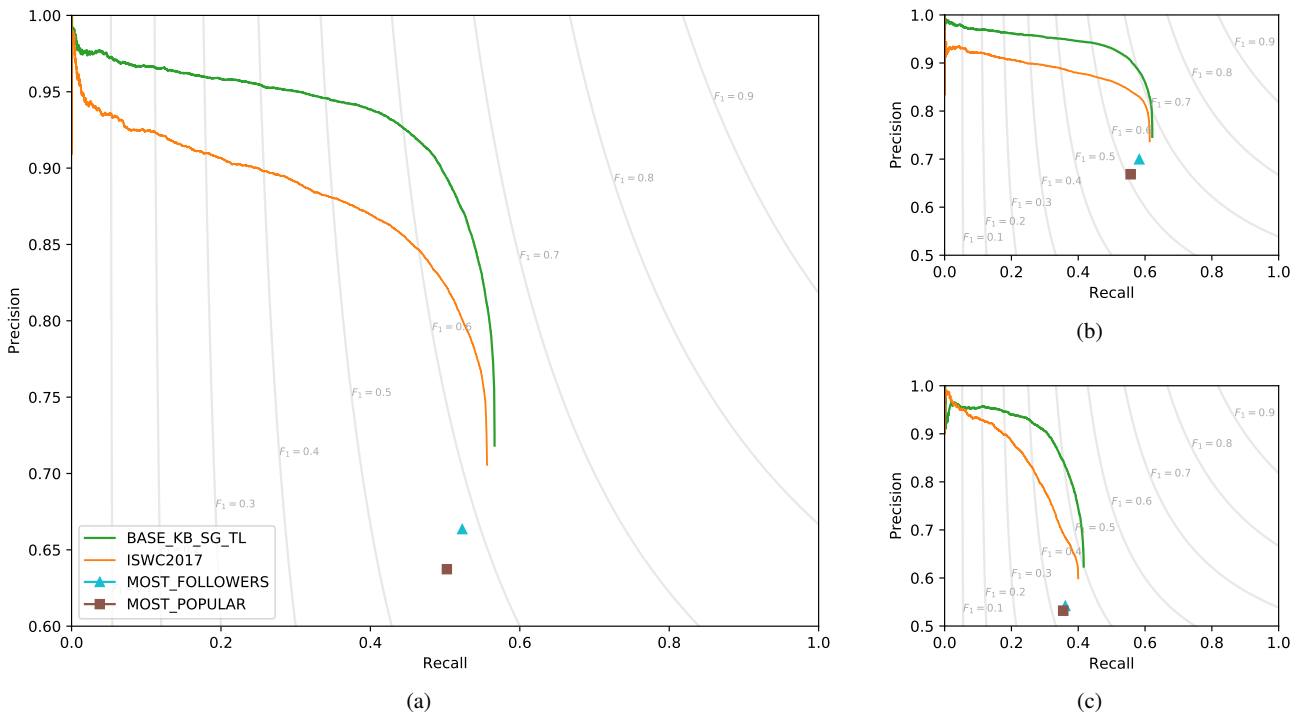 1.00
0.95
0.90
0.85
0.80
0.75
0.70
0.65
0.60
Precision
F₁ = 0.9
F₁ = 0.8
F₁ = 0.7
F₁ = 0.6
F₁ = 0.5
F₁ = 0.4
F₁ = 0.3
BASE_KB_SG_TL
ISWC2017
MOST_FOLLOWERS
MOST_POPULAR
0.0 0.2 0.4 0.6 0.8 1.0
Recall
(a)
1.0
0.9
0.8
0.7
0.6
0.5
Precision
F₁ = 0.9
F₁ = 0.8
F₁ = 0.7
F₁ = 0.6
F₁ = 0.5
F₁ = 0.4
F₁ = 0.3
F₁ = 0.2
F₁ = 0.1
0.0 0.2 0.4 0.6 0.8 1.0
Recall
(b)
1.0
0.9
0.8
0.7
0.6
0.5
Precision
F₁ = 0.9
F₁ = 0.8
F₁ = 0.7
F₁ = 0.6
F₁ = 0.5
F₁ = 0.4
F₁ = 0.3
F₁ = 0.2
F₁ = 0.1
0.0 0.2 0.4 0.6 0.8 1.0
Recall
(c)